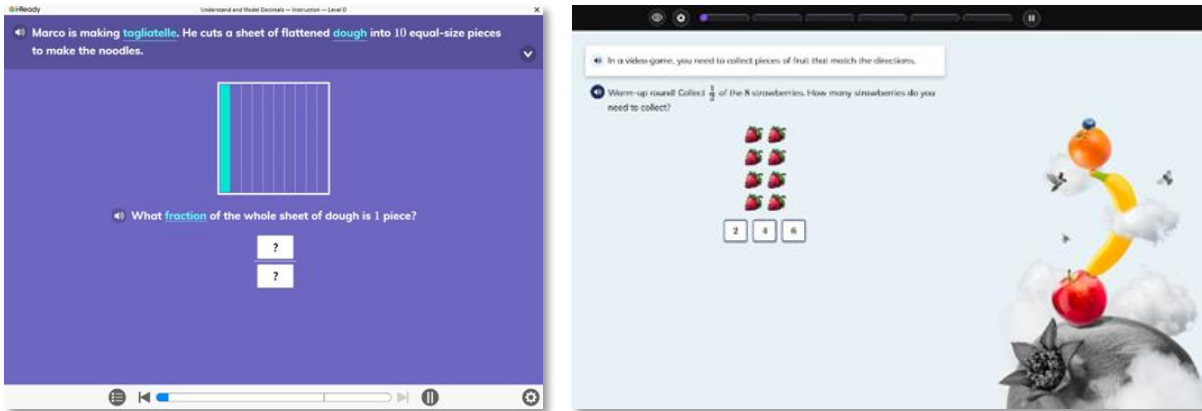 i-Ready
Understand and Model Decimals — Instruction — Level D
X
Marco is making tagliatelle. He cuts a sheet of flattened dough into 10 equal-size pieces
to make the noodles.
What fraction of the whole sheet of dough is 1 piece?
?
?
In a video game, you need to collect pieces of fruit that match the directions.
Warm-up round! Collect 1/2 of the 8 strawberries. How many strawberries do you
need to collect?
2 4 6